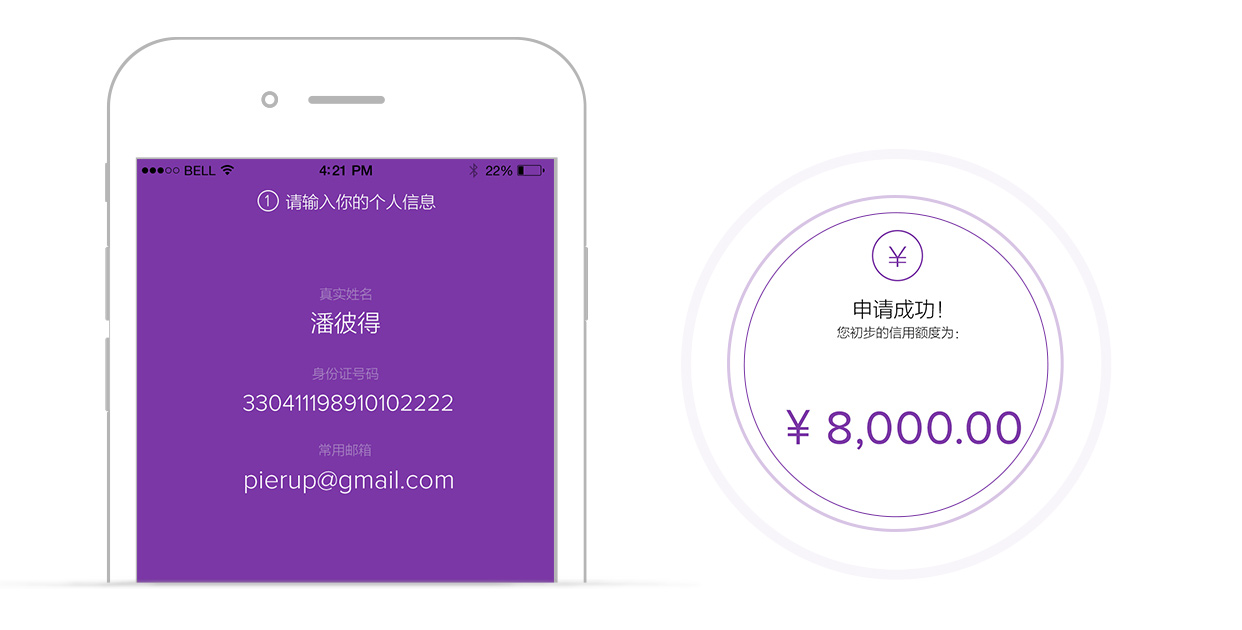 BELL 4:21 PM 22%
① 请输入你的个人信息
真实姓名
潘彼得
身份证号码
330411198910102222
常用邮箱
pierup@gmail.com
¥
申请成功！
您初步的信用额度为：
¥ 8,000.00